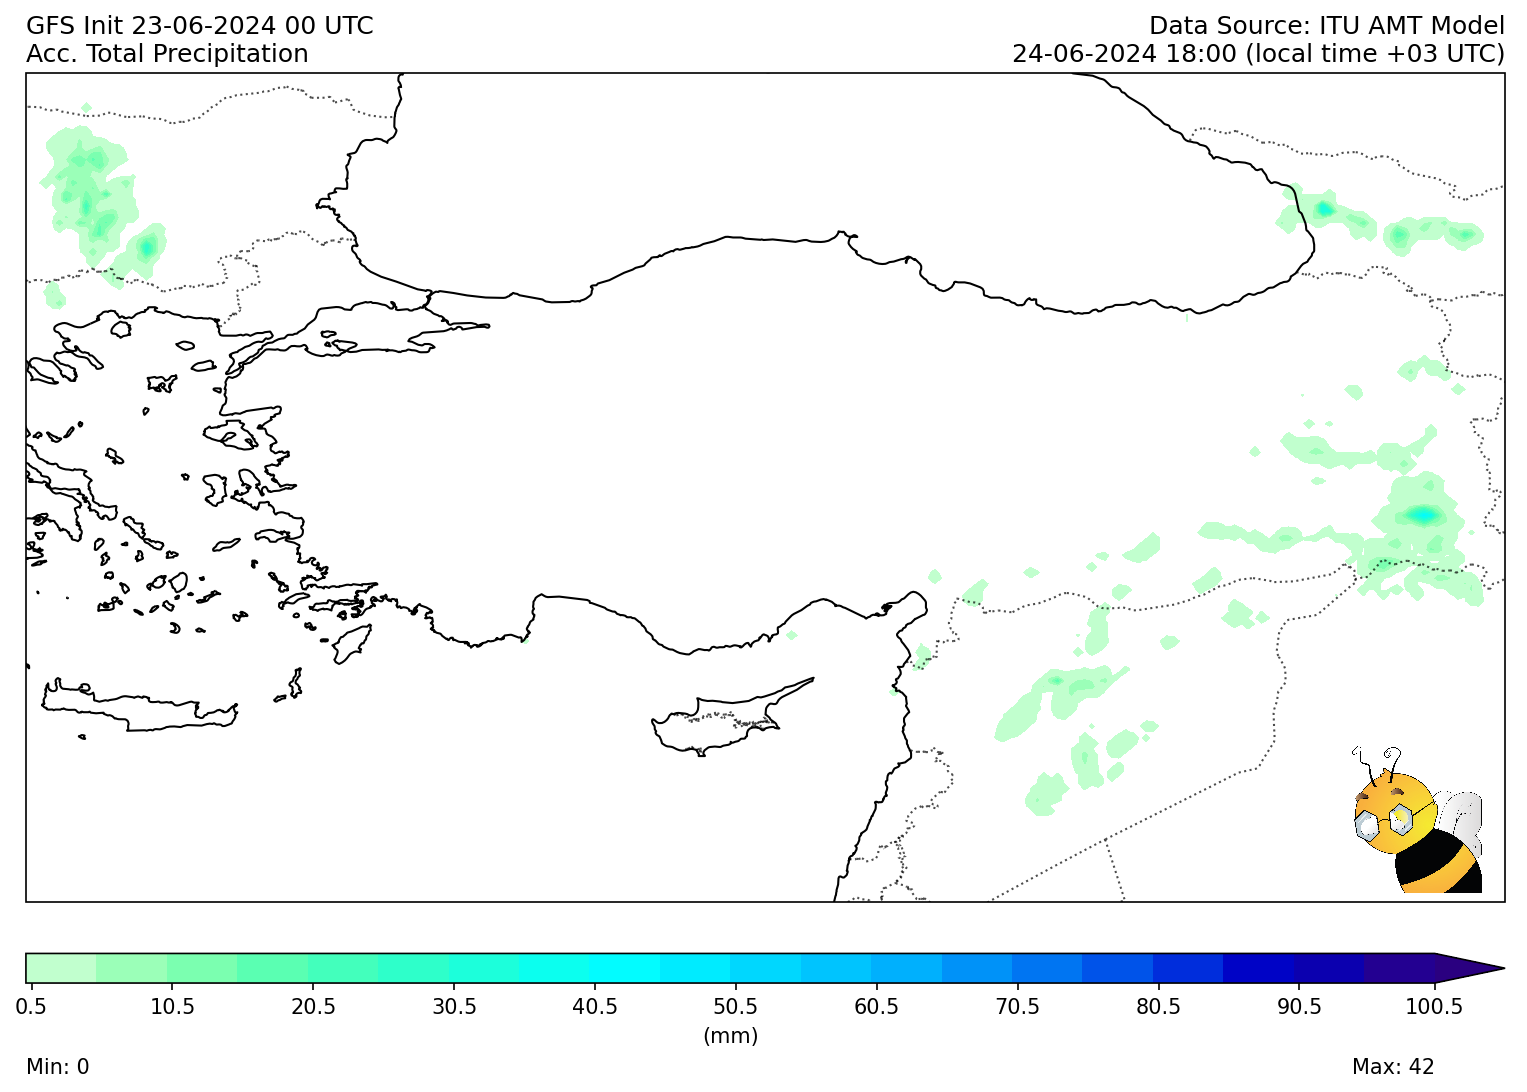 GFS Init 23-06-2024 00 UTC
Data Source: ITU AMT Model
Acc. Total Precipitation
24-06-2024 18:00 (local time +03 UTC)
0.5 10.5 20.5 30.5 40.5 50.5 60.5 70.5 80.5 90.5 100.5
(mm)
Min: 0
Max: 42